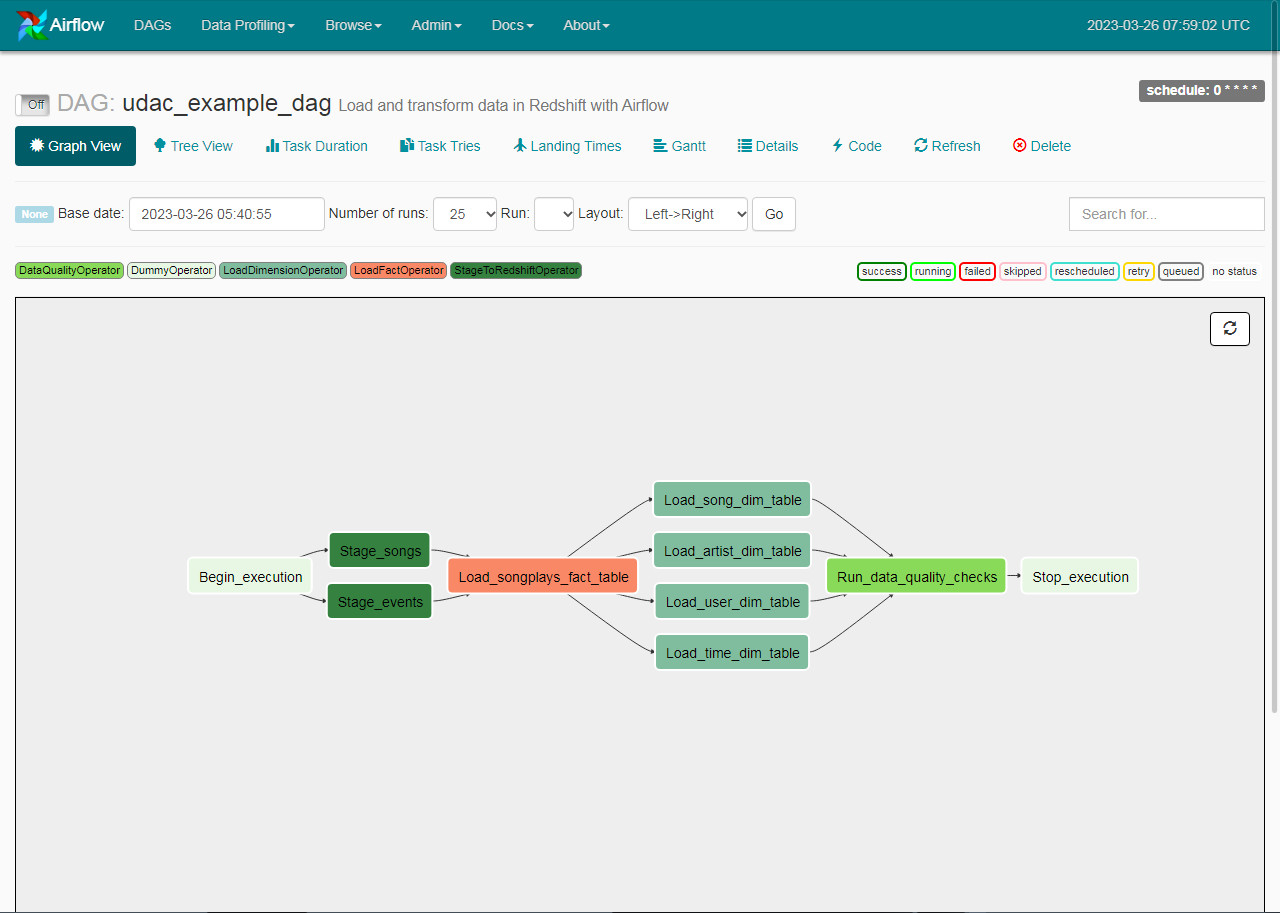 Airflow DAGs Data Profiling Browse Admin Docs About 2023-03-26 07:59:02 UTC
Off DAG: udac_example_dag Load and transform data in Redshift with Airflow schedule: 0 * * * *
Graph View Tree View Task Duration Task Tries Landing Times Gantt Details Code Refresh Delete
None Base date: 2023-03-26 05:40:55 Number of runs: 25 Run: Layout: Left->Right Go Search for...
DataQualityOperator DummyOperator LoadDimensionOperator LoadFactOperator StageToRedshiftOperator success running failed skipped rescheduled retry queued no status
Load_song_dim_table
Stage_songs Load_artist_dim_table
Begin_execution Load_songplays_fact_table Run_data_quality_checks Stop_execution
Stage_events Load_user_dim_table
Load_time_dim_table